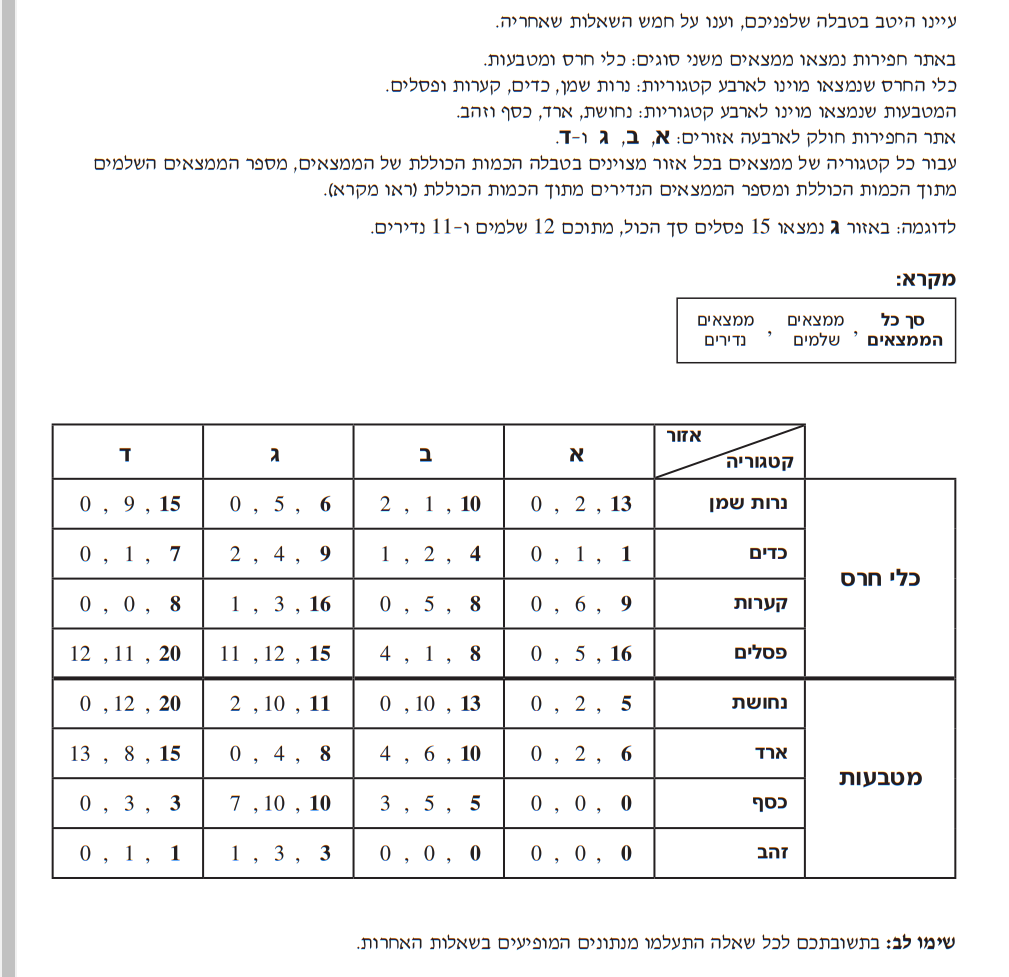 עיינו היטב בטבלה שלפניכם, וענו על חמש השאלות שאחריה.
באתר חפירות נמצאו ממצאים משני סוגים: כלי חרס ומטבעות.
כלי החרס שנמצאו מוינו לארבע קטגוריות: נרות שמן, כדים, קערות ופסלים.
המטבעות שנמצאו מוינו לארבע קטגוריות: נחושת, ארד, כסף וזהב.
אתר החפירות חולק לארבעה אזורים: א, ב, ג ו-ד.
עבור כל קטגוריה של ממצאים בכל אזור מצוינים בטבלה הכמות הכוללת של הממצאים, מספר הממצאים השלמים
מתוך הכמות הכוללת ומספר הממצאים הנדירים מתוך הכמות הכוללת (ראו מקרא).
לדוגמה: באזור ג נמצאו 15 פסלים סך הכול, מתוכם 12 שלמים ו-11 נדירים.
מקרא:
סך כל הממצאים , ממצאים שלמים , ממצאים נדירים
אזור קטגוריה א ב ג ד
כלי חרס
נרות שמן 13 , 2 , 0 10 , 1 , 2 6 , 5 , 0 15 , 9 , 0
כדים 1 , 1 , 0 4 , 2 , 1 9 , 4 , 2 7 , 1 , 0
קערות 9 , 6 , 0 8 , 5 , 0 16 , 3 , 1 8 , 0 , 0
פסלים 16 , 5 , 0 8 , 1 , 4 15 , 12 , 11 20 , 11 , 12
מטבעות
נחושת 5 , 2 , 0 13 , 10 , 0 11 , 10 , 2 20 , 12 , 0
ארד 6 , 2 , 0 10 , 6 , 4 8 , 4 , 0 15 , 8 , 13
כסף 0 , 0 , 0 5 , 5 , 3 10 , 10 , 7 3 , 3 , 0
זהב 0 , 0 , 0 0 , 0 , 0 3 , 3 , 1 1 , 1 , 0
שימו לב: בתשובתכם לכל שאלה התעלמו מנתונים המופיעים בשאלות האחרות.